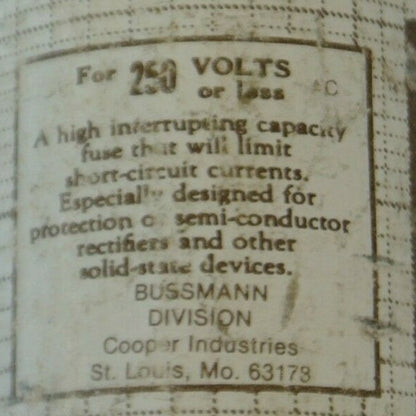 For 250 VOLTS
or less AC
A high interrupting capacity
fuse that will limit
short-circuit currents.
Especially designed for
protection of semi-conductor
rectifiers and other
solid-state devices.
BUSSMANN
DIVISION
Cooper Industries
St. Louis, Mo. 63178